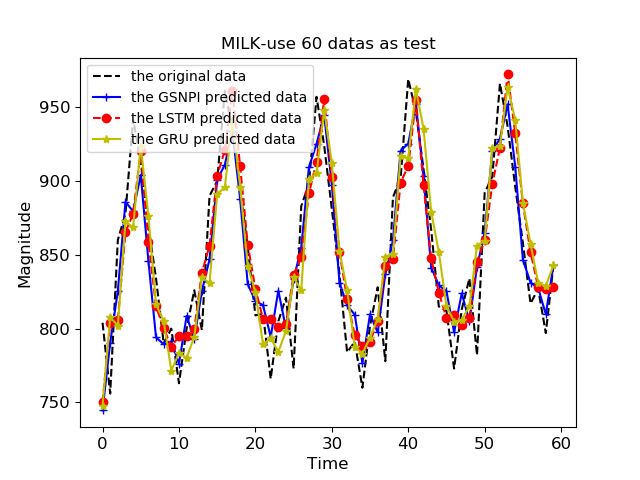 MILK-use 60 datas as test
the original data
the GSNPI predicted data
the LSTM predicted data
the GRU predicted data
Magnitude
950
900
850
800
750
0 10 20 30 40 50 60
Time